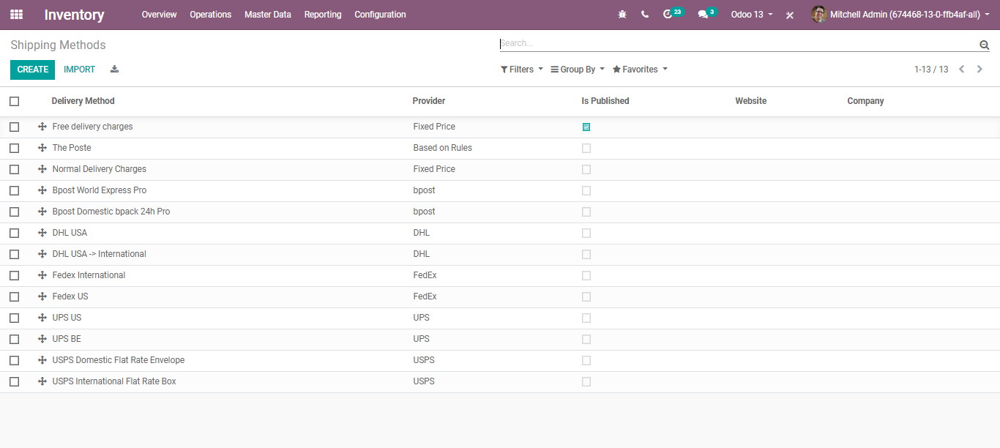 Inventory Overview Operations Master Data Reporting Configuration 23 3 Odoo 13 Mitchell Admin (674468-13-0-ffb4af-all)
Shipping Methods Search...
CREATE IMPORT Filters Group By Favorites 1-13 / 13
Delivery Method Provider Is Published Website Company
Free delivery charges Fixed Price
The Poste Based on Rules
Normal Delivery Charges Fixed Price
Bpost World Express Pro bpost
Bpost Domestic bpack 24h Pro bpost
DHL USA DHL
DHL USA -> International DHL
Fedex International FedEx
Fedex US FedEx
UPS US UPS
UPS BE UPS
USPS Domestic Flat Rate Envelope USPS
USPS International Flat Rate Box USPS